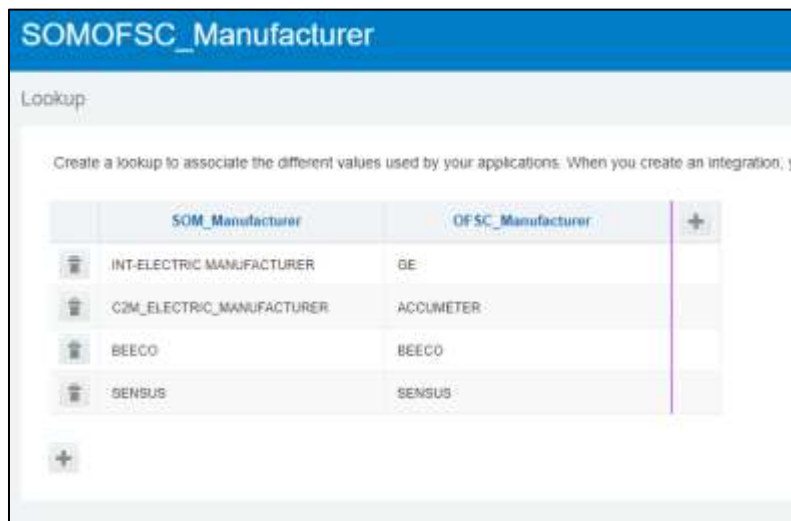 SOMOFSC_Manufacturer
Lookup
Create a lookup to associate the different values used by your applications. When you create an integration, y
SOM_Manufacturer OFSC_Manufacturer
INT-ELECTRIC MANUFACTURER GE
C2M_ELECTRIC_MANUFACTURER ACCUMETER
BEECO BEECO
SENSUS SENSUS